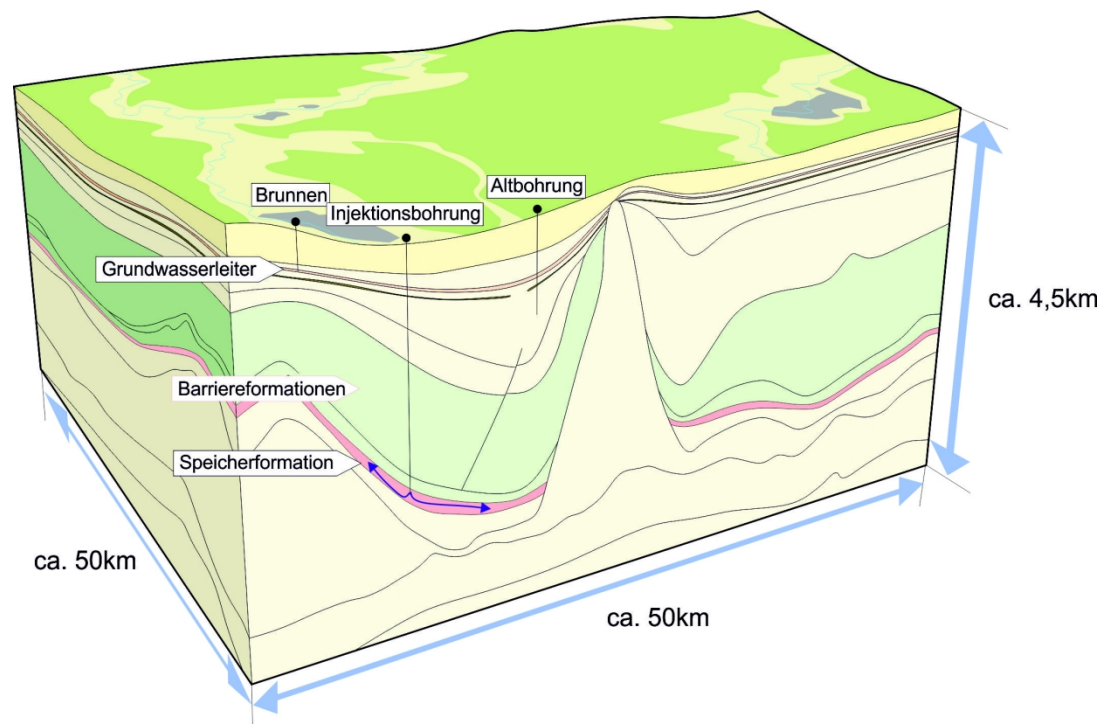 Brunnen
Altbohrung
Injektionsbohrung
Grundwasserleiter
ca. 4,5km
Barriereformationen
Speicherformation
ca. 50km
ca. 50km